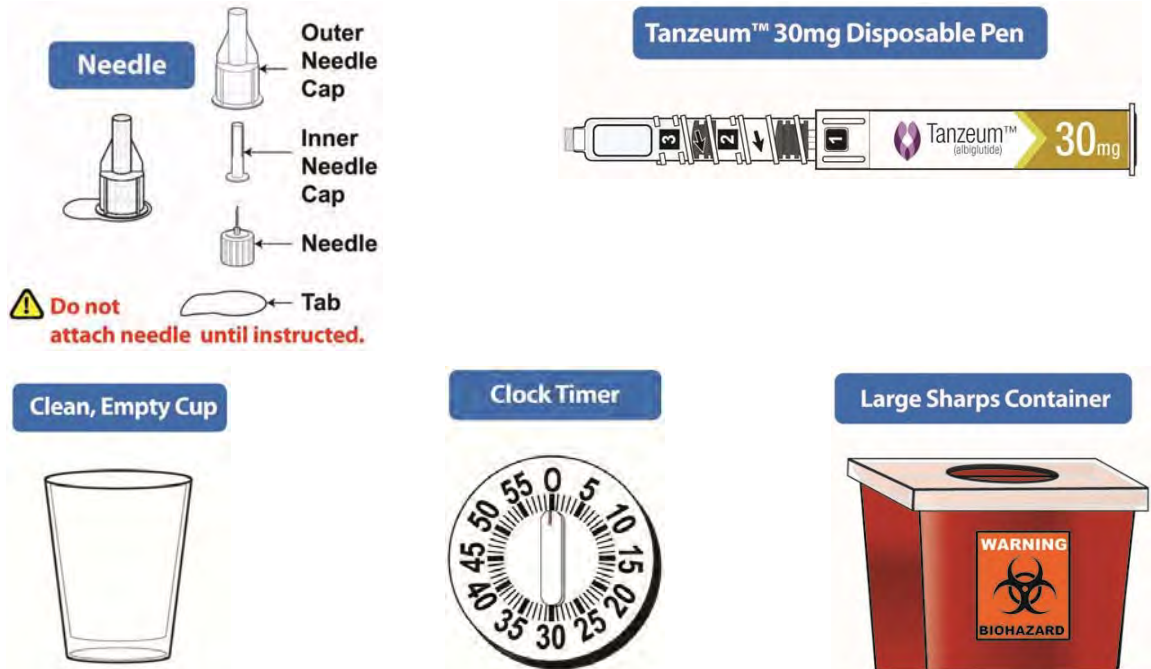 Needle
Outer
Needle
Cap
Inner
Needle
Cap
Needle
Tab
Do not
attach needle until instructed.
Tanzeum™ 30mg Disposable Pen
3
2
1
Tanzeum™
(albiglutide)
30mg
Clean, Empty Cup
Clock Timer
0
5
10
15
20
25
30
35
40
45
50
55
Large Sharps Container
WARNING
BIOHAZARD